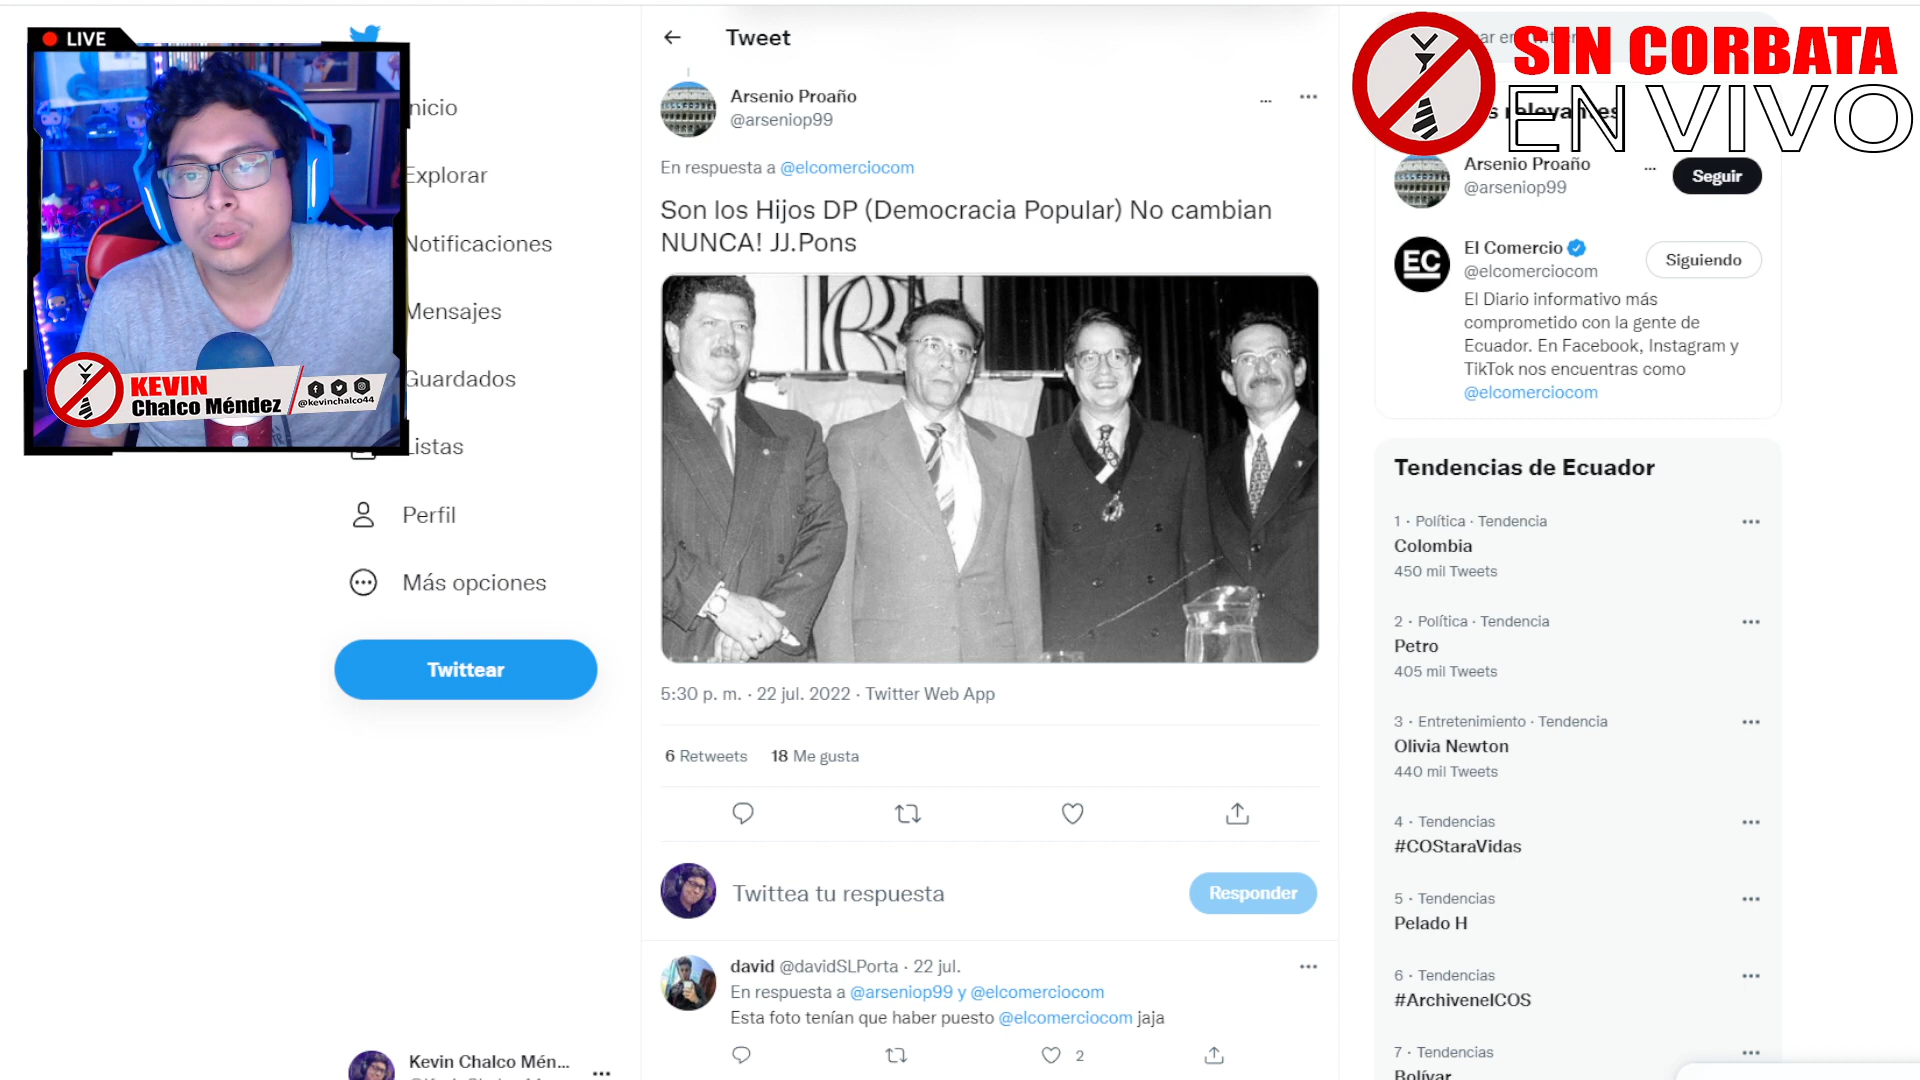 LIVE
KEVIN
Chalco Méndez
@kevinchalco44
nicio
Explorar
Notificaciones
Mensajes
Guardados
Listas
Perfil
Más opciones
Twittear
Kevin Chalco Mén...
Tweet
Arsenio Proaño
@arseniop99
En respuesta a @elcomerciocom
Son los Hijos DP (Democracia Popular) No cambian
NUNCA! JJ.Pons
5:30 p. m. · 22 jul. 2022 · Twitter Web App
6 Retweets 18 Me gusta
Twittea tu respuesta
Responder
david @davidSLPorta · 22 jul.
En respuesta a @arseniop99 y @elcomerciocom
Esta foto tenían que haber puesto @elcomerciocom jaja
2
SIN CORBATA
EN VIVO
relevantes
Arsenio Proaño
@arseniop99
Seguir
EC
El Comercio
@elcomerciocom
Siguiendo
El Diario informativo más
comprometido con la gente de
Ecuador. En Facebook, Instagram y
TikTok nos encuentras como
@elcomerciocom
Tendencias de Ecuador
1 · Política · Tendencia
Colombia
450 mil Tweets
2 · Política · Tendencia
Petro
405 mil Tweets
3 · Entretenimiento · Tendencia
Olivia Newton
440 mil Tweets
4 · Tendencias
#COStaraVidas
5 · Tendencias
Pelado H
6 · Tendencias
#ArchivenelCOS
7 · Tendencias
Bolívar